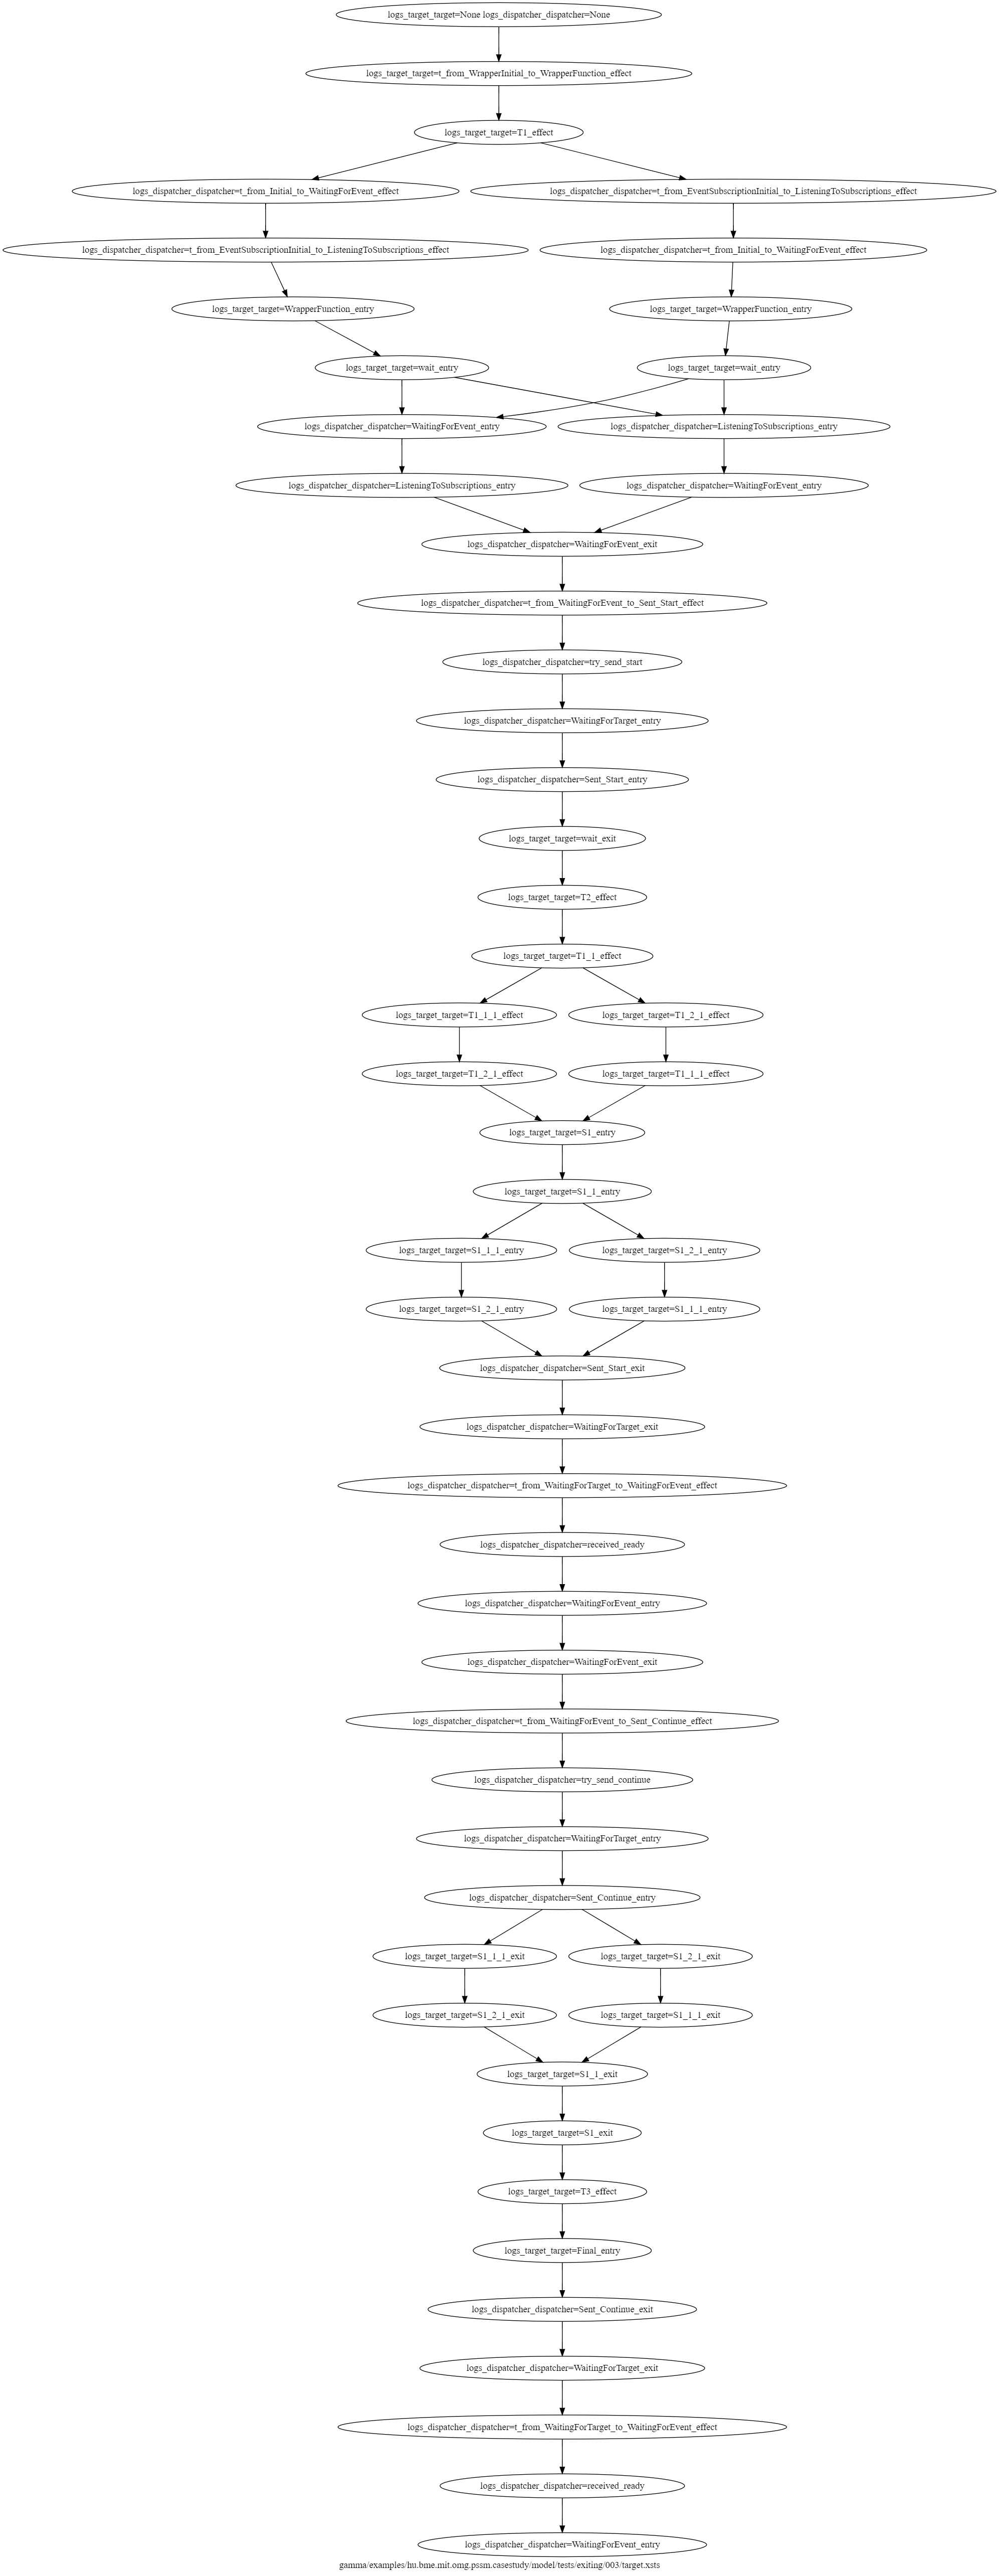 logs_target_target=None logs_dispatcher_dispatcher=None
logs_target_target=t_from_WrapperInitial_to_WrapperFunction_effect
logs_target_target=T1_effect
logs_dispatcher_dispatcher=t_from_Initial_to_WaitingForEvent_effect
logs_dispatcher_dispatcher=t_from_EventSubscriptionInitial_to_ListeningToSubscriptions_effect
logs_dispatcher_dispatcher=t_from_EventSubscriptionInitial_to_ListeningToSubscriptions_effect
logs_dispatcher_dispatcher=t_from_Initial_to_WaitingForEvent_effect
logs_target_target=WrapperFunction_entry
logs_target_target=WrapperFunction_entry
logs_target_target=wait_entry
logs_target_target=wait_entry
logs_dispatcher_dispatcher=WaitingForEvent_entry
logs_dispatcher_dispatcher=ListeningToSubscriptions_entry
logs_dispatcher_dispatcher=ListeningToSubscriptions_entry
logs_dispatcher_dispatcher=WaitingForEvent_entry
logs_dispatcher_dispatcher=WaitingForEvent_exit
logs_dispatcher_dispatcher=t_from_WaitingForEvent_to_Sent_Start_effect
logs_dispatcher_dispatcher=try_send_start
logs_dispatcher_dispatcher=WaitingForTarget_entry
logs_dispatcher_dispatcher=Sent_Start_entry
logs_target_target=wait_exit
logs_target_target=T2_effect
logs_target_target=T1_1_effect
logs_target_target=T1_1_1_effect
logs_target_target=T1_2_1_effect
logs_target_target=T1_2_1_effect
logs_target_target=T1_1_1_effect
logs_target_target=S1_entry
logs_target_target=S1_1_entry
logs_target_target=S1_1_1_entry
logs_target_target=S1_2_1_entry
logs_target_target=S1_2_1_entry
logs_target_target=S1_1_1_entry
logs_dispatcher_dispatcher=Sent_Start_exit
logs_dispatcher_dispatcher=WaitingForTarget_exit
logs_dispatcher_dispatcher=t_from_WaitingForTarget_to_WaitingForEvent_effect
logs_dispatcher_dispatcher=received_ready
logs_dispatcher_dispatcher=WaitingForEvent_entry
logs_dispatcher_dispatcher=WaitingForEvent_exit
logs_dispatcher_dispatcher=t_from_WaitingForEvent_to_Sent_Continue_effect
logs_dispatcher_dispatcher=try_send_continue
logs_dispatcher_dispatcher=WaitingForTarget_entry
logs_dispatcher_dispatcher=Sent_Continue_entry
logs_target_target=S1_1_1_exit
logs_target_target=S1_2_1_exit
logs_target_target=S1_2_1_exit
logs_target_target=S1_1_1_exit
logs_target_target=S1_1_exit
logs_target_target=S1_exit
logs_target_target=T3_effect
logs_target_target=Final_entry
logs_dispatcher_dispatcher=Sent_Continue_exit
logs_dispatcher_dispatcher=WaitingForTarget_exit
logs_dispatcher_dispatcher=t_from_WaitingForTarget_to_WaitingForEvent_effect
logs_dispatcher_dispatcher=received_ready
logs_dispatcher_dispatcher=WaitingForEvent_entry
gamma/examples/hu.bme.mit.omg.pssm.casestudy/model/tests/exiting/003/target.xsts